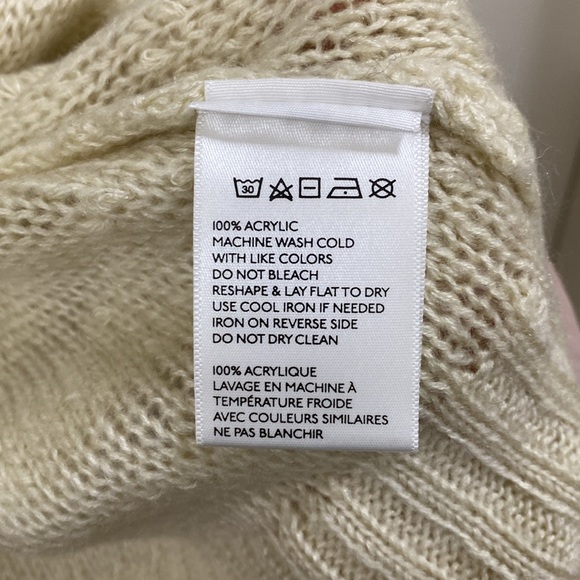 30
100% ACRYLIC
MACHINE WASH COLD
WITH LIKE COLORS
DO NOT BLEACH
RESHAPE & LAY FLAT TO DRY
USE COOL IRON IF NEEDED
IRON ON REVERSE SIDE
DO NOT DRY CLEAN
100% ACRYLIQUE
LAVAGE EN MACHINE À
TEMPÉRATURE FROIDE
AVEC COULEURS SIMILAIRES
NE PAS BLANCHIR